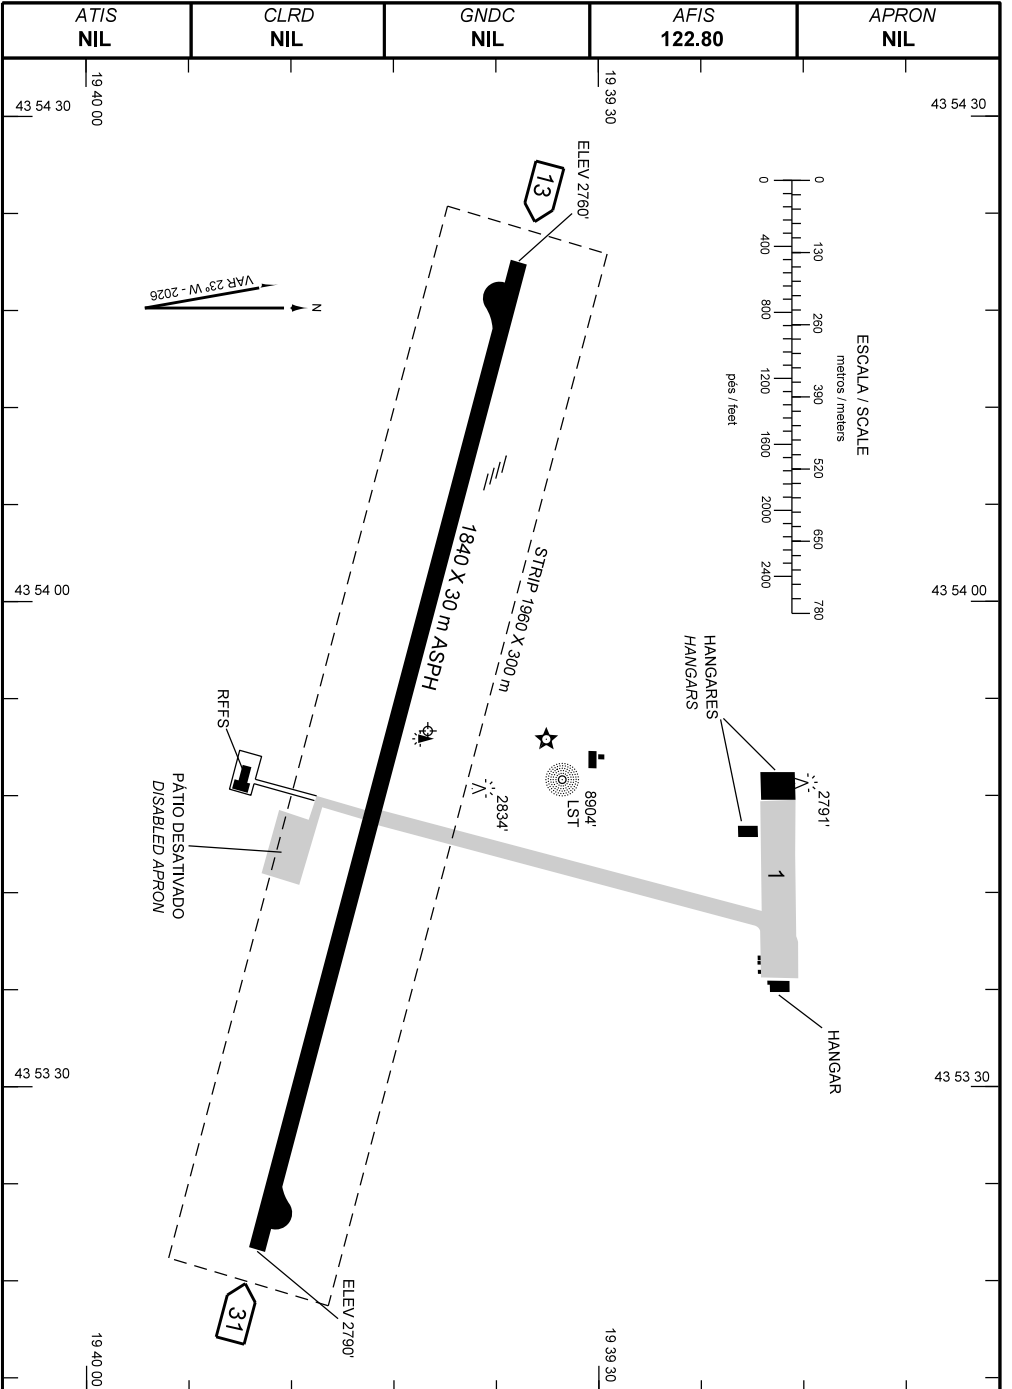 ATIS
NIL
CLRD
NIL
GNDC
NIL
AFIS
122.80
APRON
NIL
19 40 00
19 39 30
43 54 30
43 54 30
13
ELEV 2760'
ESCALA / SCALE
metros / meters
0 130 260 390 520 650 780
0 400 800 1200 1600 2000 2400
pés / feet
VAR 23° W - 2026
N
1840 X 30 m ASPH
STRIP 1960 X 300 m
43 54 00
43 54 00
HANGARES
HANGARS
RFFS
PÁTIO DESATIVADO
DISABLED APRON
2834'
8904'
LST
2791'
1
HANGAR
43 53 30
43 53 30
ELEV 2790'
31
19 40 00
19 39 30